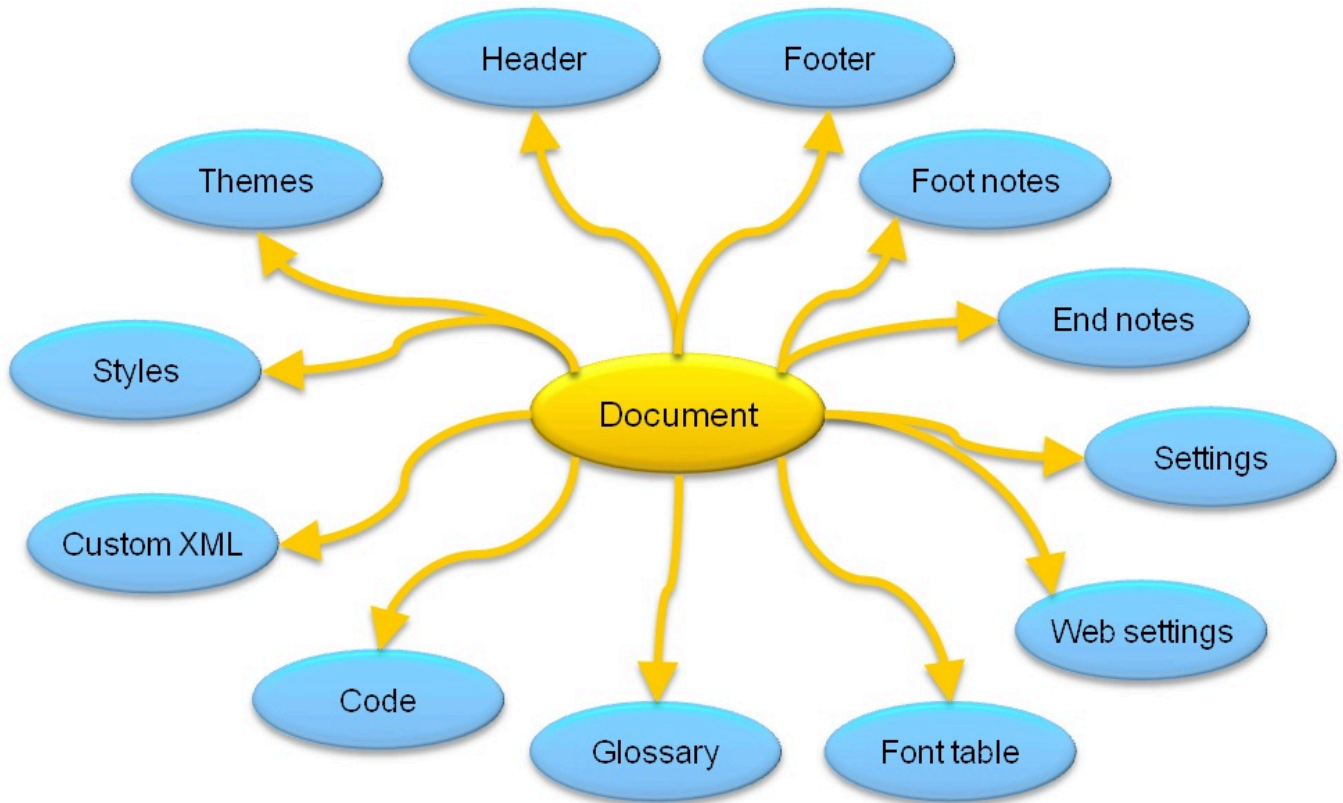 Header
Footer
Themes
Foot notes
End notes
Styles
Document
Settings
Custom XML
Web settings
Code
Glossary
Font table